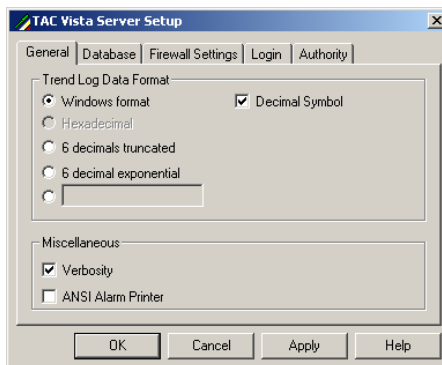 TAC Vista Server Setup
General Database Firewall Settings Login Authority
Trend Log Data Format
Windows format Decimal Symbol
Hexadecimal
6 decimals truncated
6 decimal exponential
Miscellaneous
Verbosity
ANSI Alarm Printer
OK Cancel Apply Help